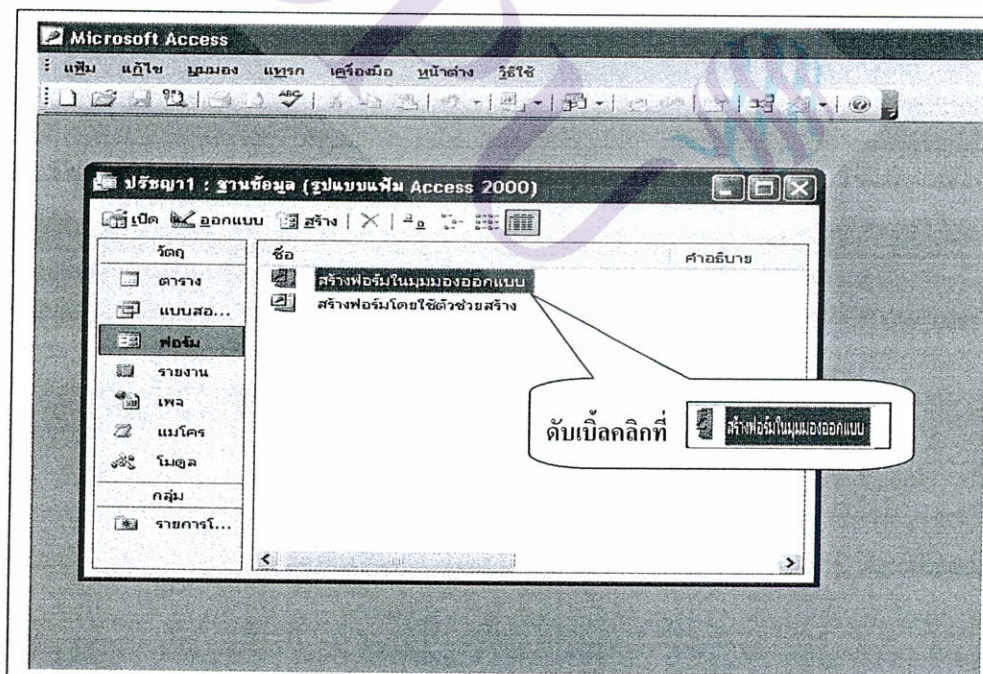 Microsoft Access
แฟ้ม แก้ไข มุมมอง แทรก เครื่องมือ หน้าต่าง วิธีใช้
ปรัชญา1 : ฐานข้อมูล (รูปแบบแฟ้ม Access 2000)
เปิด ออกแบบ สร้าง
วัตถุ
ชื่อ
คำอธิบาย
ตาราง
สร้างฟอร์มในมุมมองออกแบบ
แบบสอ...
สร้างฟอร์มโดยใช้ตัวช่วยสร้าง
ฟอร์ม
รายงาน
เพจ
แมโคร
ดับเบิ้ลคลิกที่ สร้างฟอร์มในมุมมองออกแบบ
โมดูล
กลุ่ม
รายการโ...